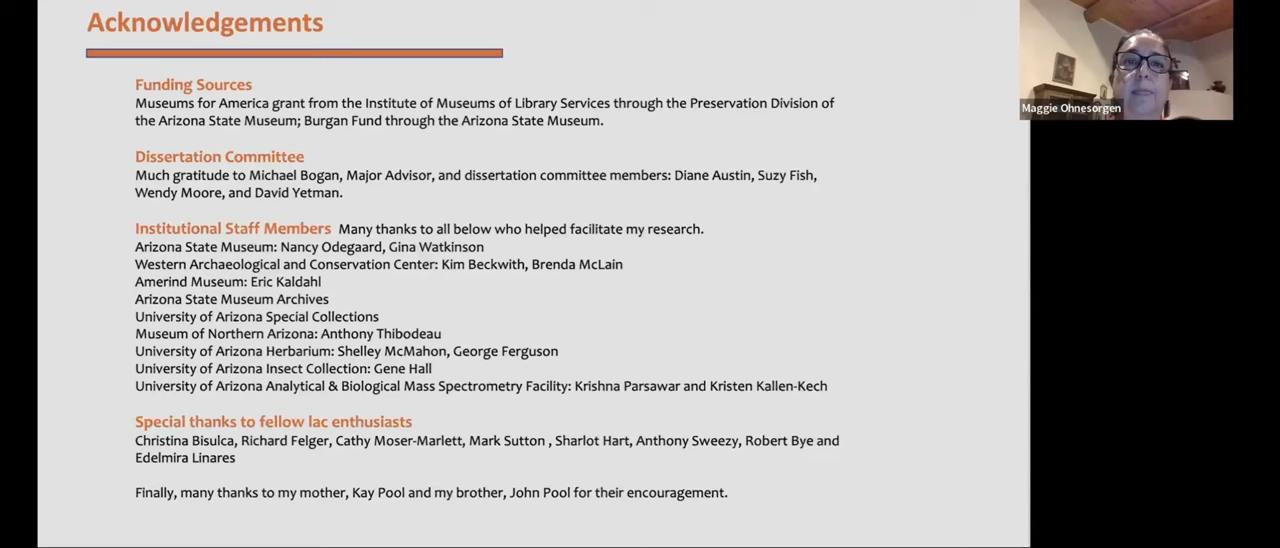 Acknowledgements
Funding Sources
Museums for America grant from the Institute of Museums of Library Services through the Preservation Division of
the Arizona State Museum; Burgan Fund through the Arizona State Museum.
Dissertation Committee
Much gratitude to Michael Bogan, Major Advisor, and dissertation committee members: Diane Austin, Suzy Fish,
Wendy Moore, and David Yetman.
Institutional Staff Members Many thanks to all below who helped facilitate my research.
Arizona State Museum: Nancy Odegaard, Gina Watkinson
Western Archaeological and Conservation Center: Kim Beckwith, Brenda McLain
Amerind Museum: Eric Kaldahl
Arizona State Museum Archives
University of Arizona Special Collections
Museum of Northern Arizona: Anthony Thibodeau
University of Arizona Herbarium: Shelley McMahon, George Ferguson
University of Arizona Insect Collection: Gene Hall
University of Arizona Analytical & Biological Mass Spectrometry Facility: Krishna Parsawar and Kristen Kallen-Kech
Special thanks to fellow lac enthusiasts
Christina Bisulca, Richard Felger, Cathy Moser-Marlett, Mark Sutton , Sharlot Hart, Anthony Sweezy, Robert Bye and
Edelmira Linares
Finally, many thanks to my mother, Kay Pool and my brother, John Pool for their encouragement.
Maggie Ohnesorgen